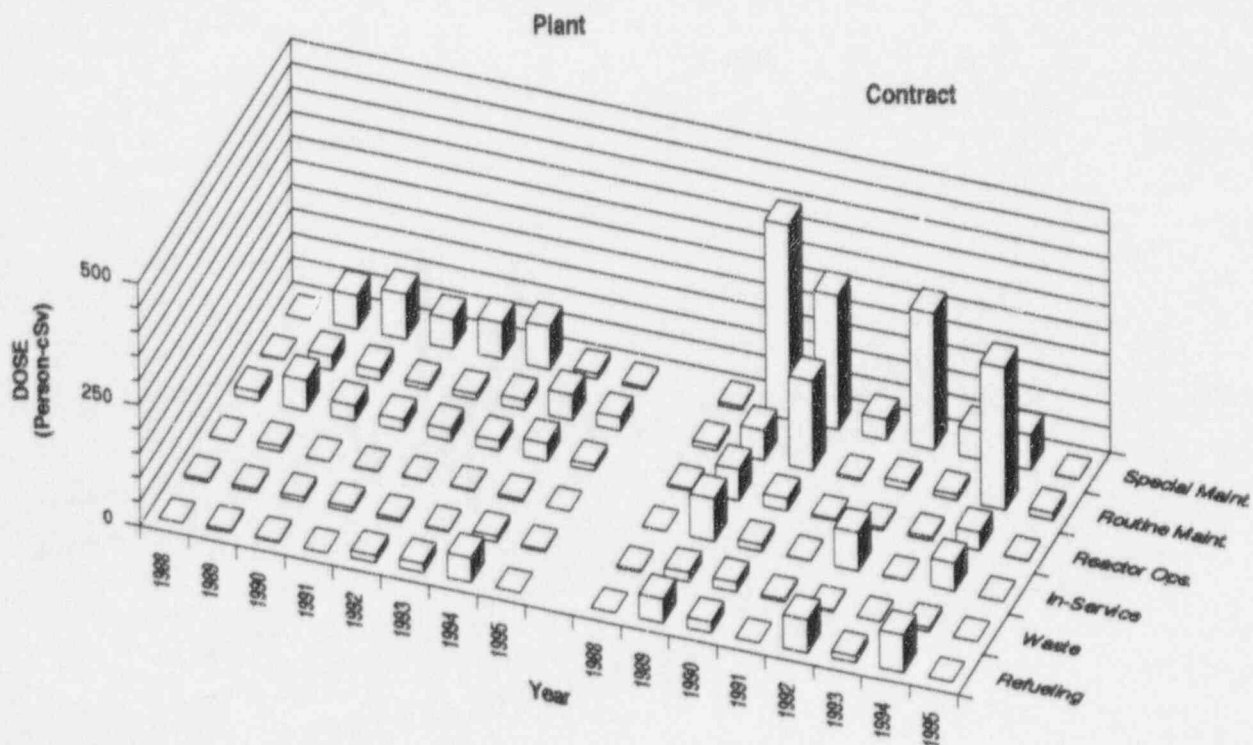 Plant
Contract
500
250
0
DOSE
(Person-cSv)
1988
1989
1990
1991
1992
1993
1994
1995
1988
1989
1990
1991
1992
1993
1994
1995
Year
Special Maint.
Routine Maint.
Reactor Ops.
In-Service
Waste
Refueling